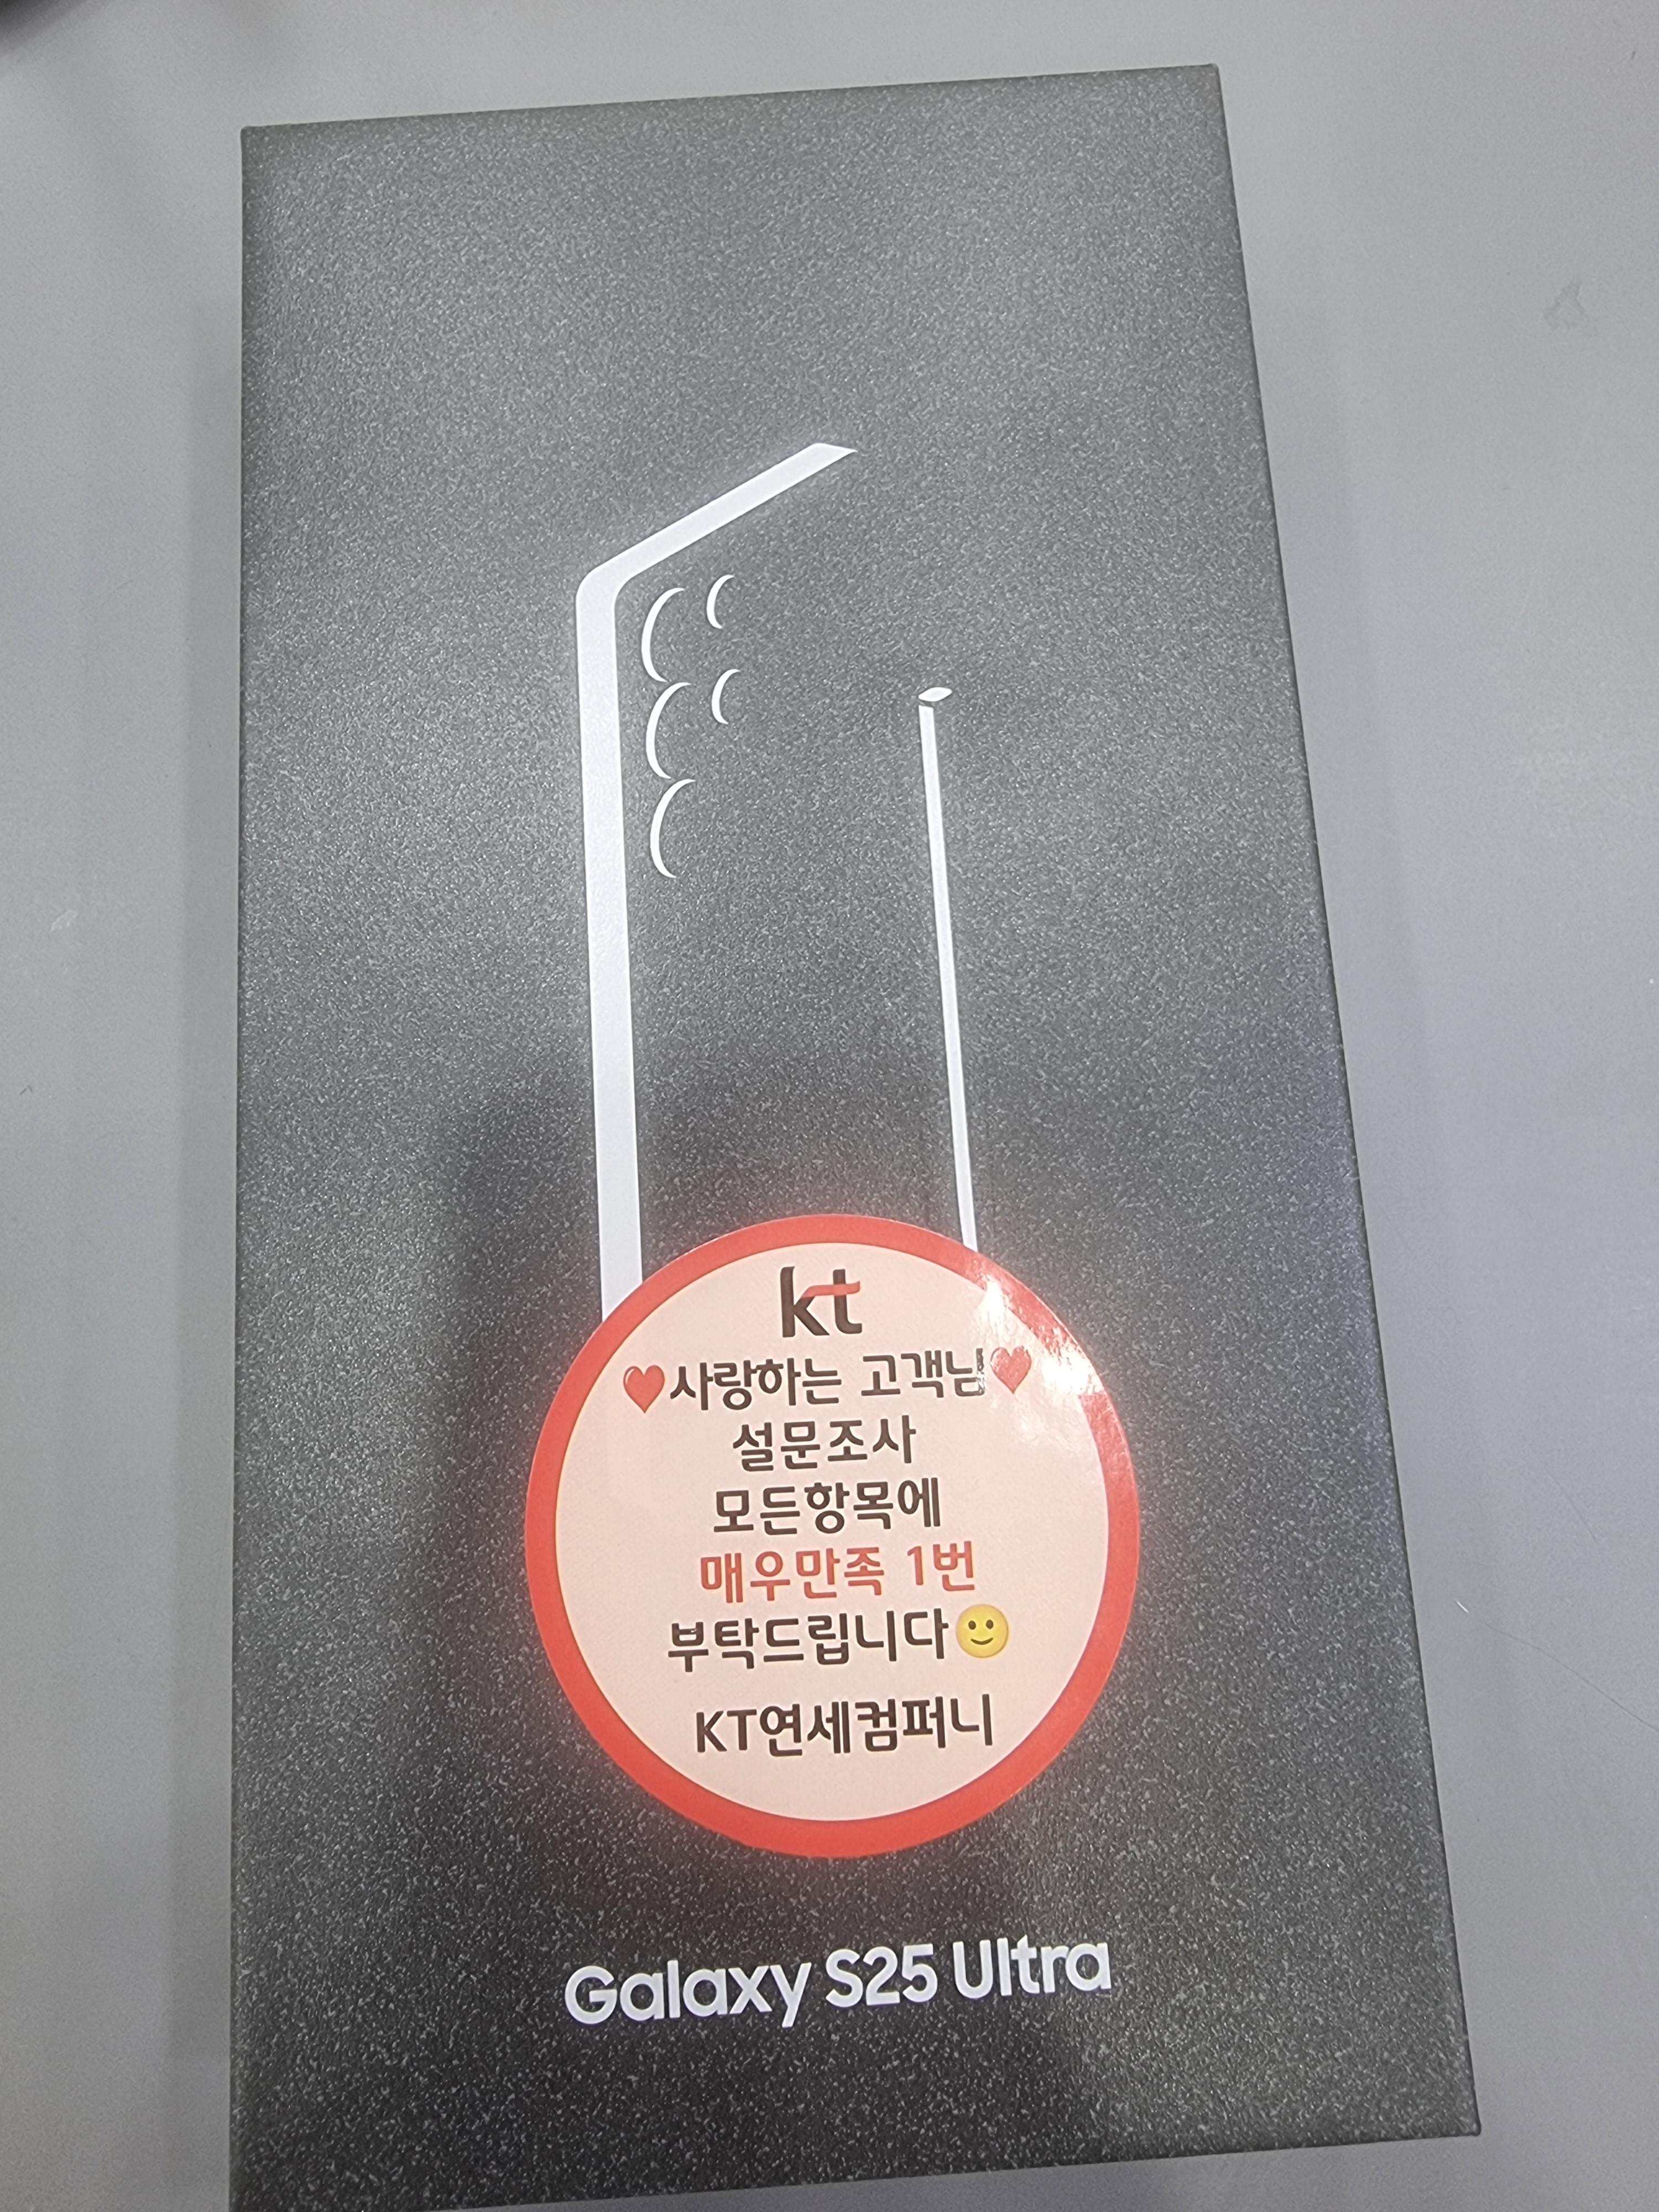 kt
♥사랑하는 고객님♥
설문조사
모든항목에
매우만족 1번
부탁드립니다🙂
KT연세컴퍼니
Galaxy S25 Ultra